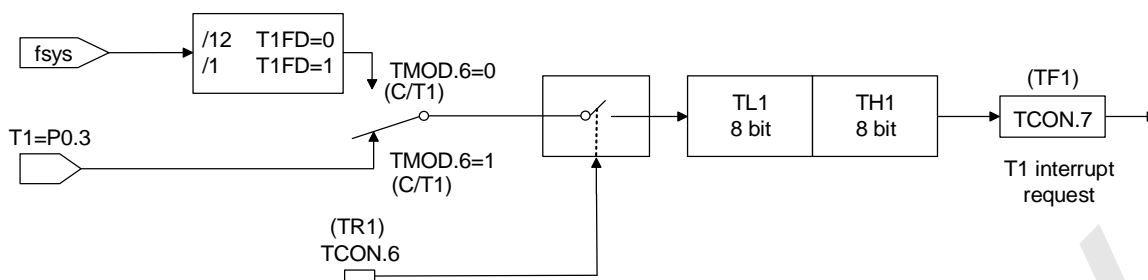 fsys
/12 T1FD=0
/1 T1FD=1
TMOD.6=0
(C/T1)
T1=P0.3
TMOD.6=1
(C/T1)
(TR1)
TCON.6
TL1
8 bit
TH1
8 bit
(TF1)
TCON.7
T1 interrupt
request